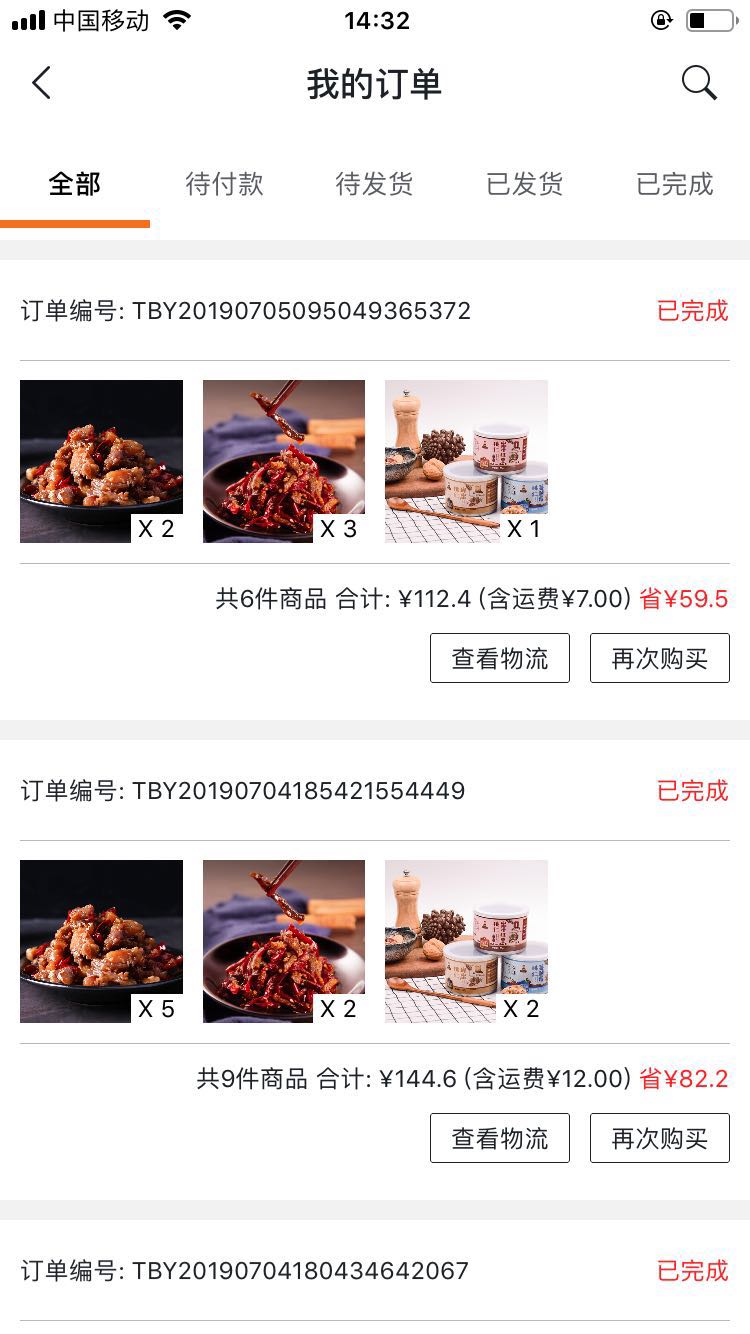 中国移动 14:32
我的订单
全部 待付款 待发货 已发货 已完成
订单编号: TBY20190705095049365372 已完成
X 2 X 3 X 1
共6件商品 合计: ¥112.4 (含运费¥7.00) 省¥59.5
查看物流 再次购买
订单编号: TBY20190704185421554449 已完成
X 5 X 2 X 2
共9件商品 合计: ¥144.6 (含运费¥12.00) 省¥82.2
查看物流 再次购买
订单编号: TBY20190704180434642067 已完成